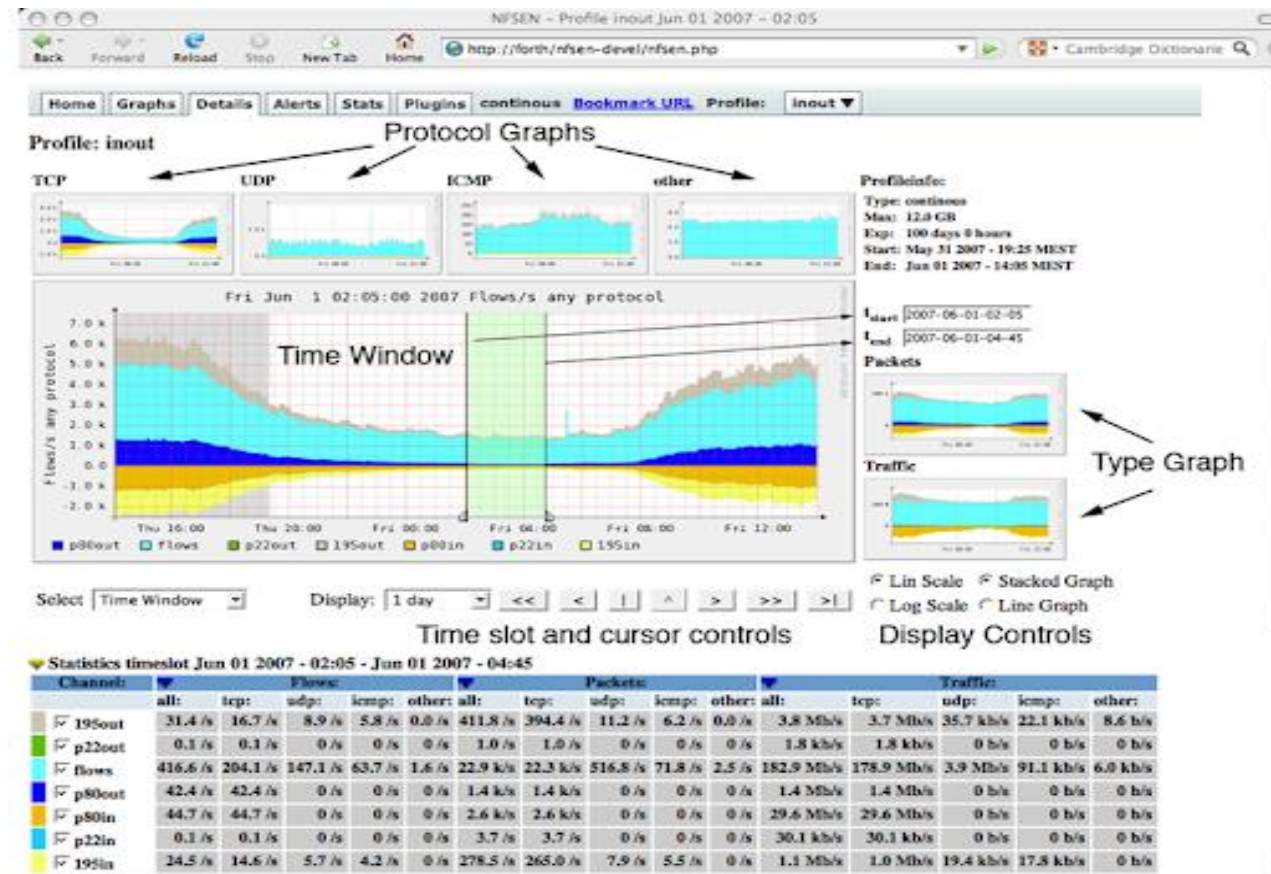 NFSEN – Profile inout Jun 01 2007 – 02:05
Back Forward Reload Stop New Tab Home http://forth/nfsen-devel/nfsen.php Cambridge Dictionarie
Home Graphs Details Alerts Stats Plugins continous Bookmark URL Profile: inout
Protocol Graphs
Profile: inout
TCP UDP ICMP other
Profileinfo:
Type: continous
Max: 12.0 GB
Exp: 100 days 0 hours
Start: May 31 2007 - 19:25 MEST
End: Jun 01 2007 - 14:05 MEST
Fri Jun 1 02:05:00 2007 Flows/s any protocol
Flows/s any protocol
7.0 k
6.0 k
5.0 k
4.0 k
3.0 k
2.0 k
1.0 k
0.0
-1.0 k
-2.0 k
Time Window
Thu 16:00 Thu 20:00 Fri 00:00 Fri 04:00 Fri 08:00 Fri 12:00
p80out flows p22out 195out p80in p22in 195in
tstart 2007-06-01-02-05
tend 2007-06-01-04-45
Packets
Traffic
Type Graph
Lin Scale Stacked Graph
Log Scale Line Graph
Select Time Window Display: 1 day << < | ^ > >> >|
Time slot and cursor controls Display Controls
Statistics timeslot Jun 01 2007 - 02:05 - Jun 01 2007 - 04:45
Channel: Flows: Packets: Traffic:
all: tcp: udp: icmp: other: all: tcp: udp: icmp: other: all: tcp: udp: icmp: other:
195out 31.4 /s 16.7 /s 8.9 /s 5.8 /s 0.0 /s 411.8 /s 394.4 /s 11.2 /s 6.2 /s 0.0 /s 3.8 Mb/s 3.7 Mb/s 35.7 kb/s 22.1 kb/s 8.6 b/s
p22out 0.1 /s 0.1 /s 0 /s 0 /s 0 /s 1.0 /s 1.0 /s 0 /s 0 /s 0 /s 1.8 kb/s 1.8 kb/s 0 b/s 0 b/s 0 b/s
flows 416.6 /s 204.1 /s 147.1 /s 63.7 /s 1.6 /s 22.9 k/s 22.3 k/s 516.8 /s 71.8 /s 2.5 /s 182.9 Mb/s 178.9 Mb/s 3.9 Mb/s 91.1 kb/s 6.0 kb/s
p80out 42.4 /s 42.4 /s 0 /s 0 /s 0 /s 1.4 k/s 1.4 k/s 0 /s 0 /s 0 /s 1.4 Mb/s 1.4 Mb/s 0 b/s 0 b/s 0 b/s
p80in 44.7 /s 44.7 /s 0 /s 0 /s 0 /s 2.6 k/s 2.6 k/s 0 /s 0 /s 0 /s 29.6 Mb/s 29.6 Mb/s 0 b/s 0 b/s 0 b/s
p22in 0.1 /s 0.1 /s 0 /s 0 /s 0 /s 3.7 /s 3.7 /s 0 /s 0 /s 0 /s 30.1 kb/s 30.1 kb/s 0 b/s 0 b/s 0 b/s
195in 24.5 /s 14.6 /s 5.7 /s 4.2 /s 0 /s 278.5 /s 265.0 /s 7.9 /s 5.5 /s 0 /s 1.1 Mb/s 1.0 Mb/s 19.4 kb/s 17.8 kb/s 0 b/s